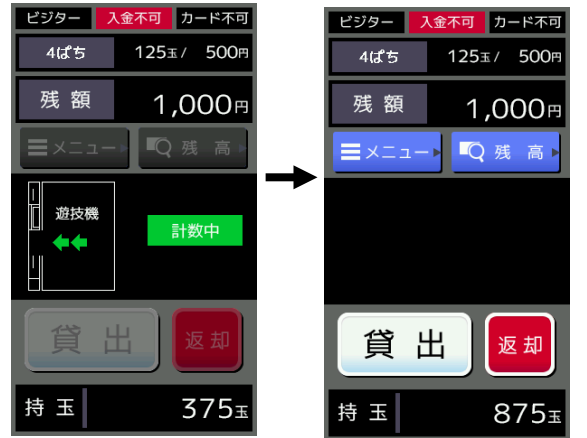 ビジター 入金不可 カード不可
4ぱち 125玉/ 500円
残額 1,000円
メニュー 残高
遊技機
計数中
貸出 返却
持玉 375玉
ビジター 入金不可 カード不可
4ぱち 125玉/ 500円
残額 1,000円
メニュー 残高
貸出 返却
持玉 875玉